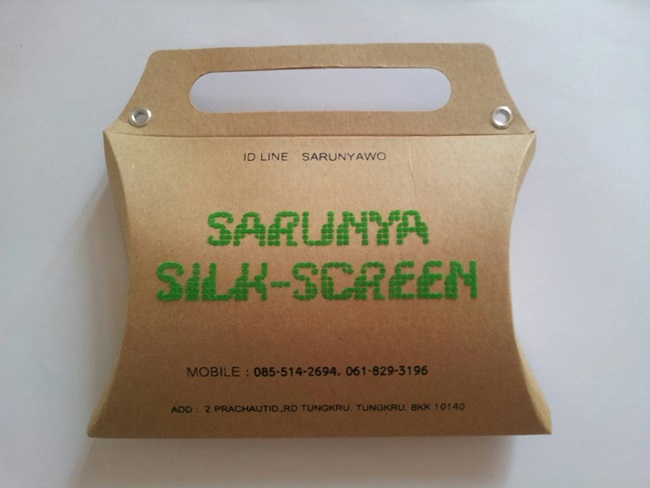 ID LINE SARUNYAWO
SARUNYA
SILK-SCREEN
MOBILE : 085-514-2694, 061-829-3196
ADD : 2 PRACHAUTID.,RD TUNGKRU, TUNGKRU, BKK 10140